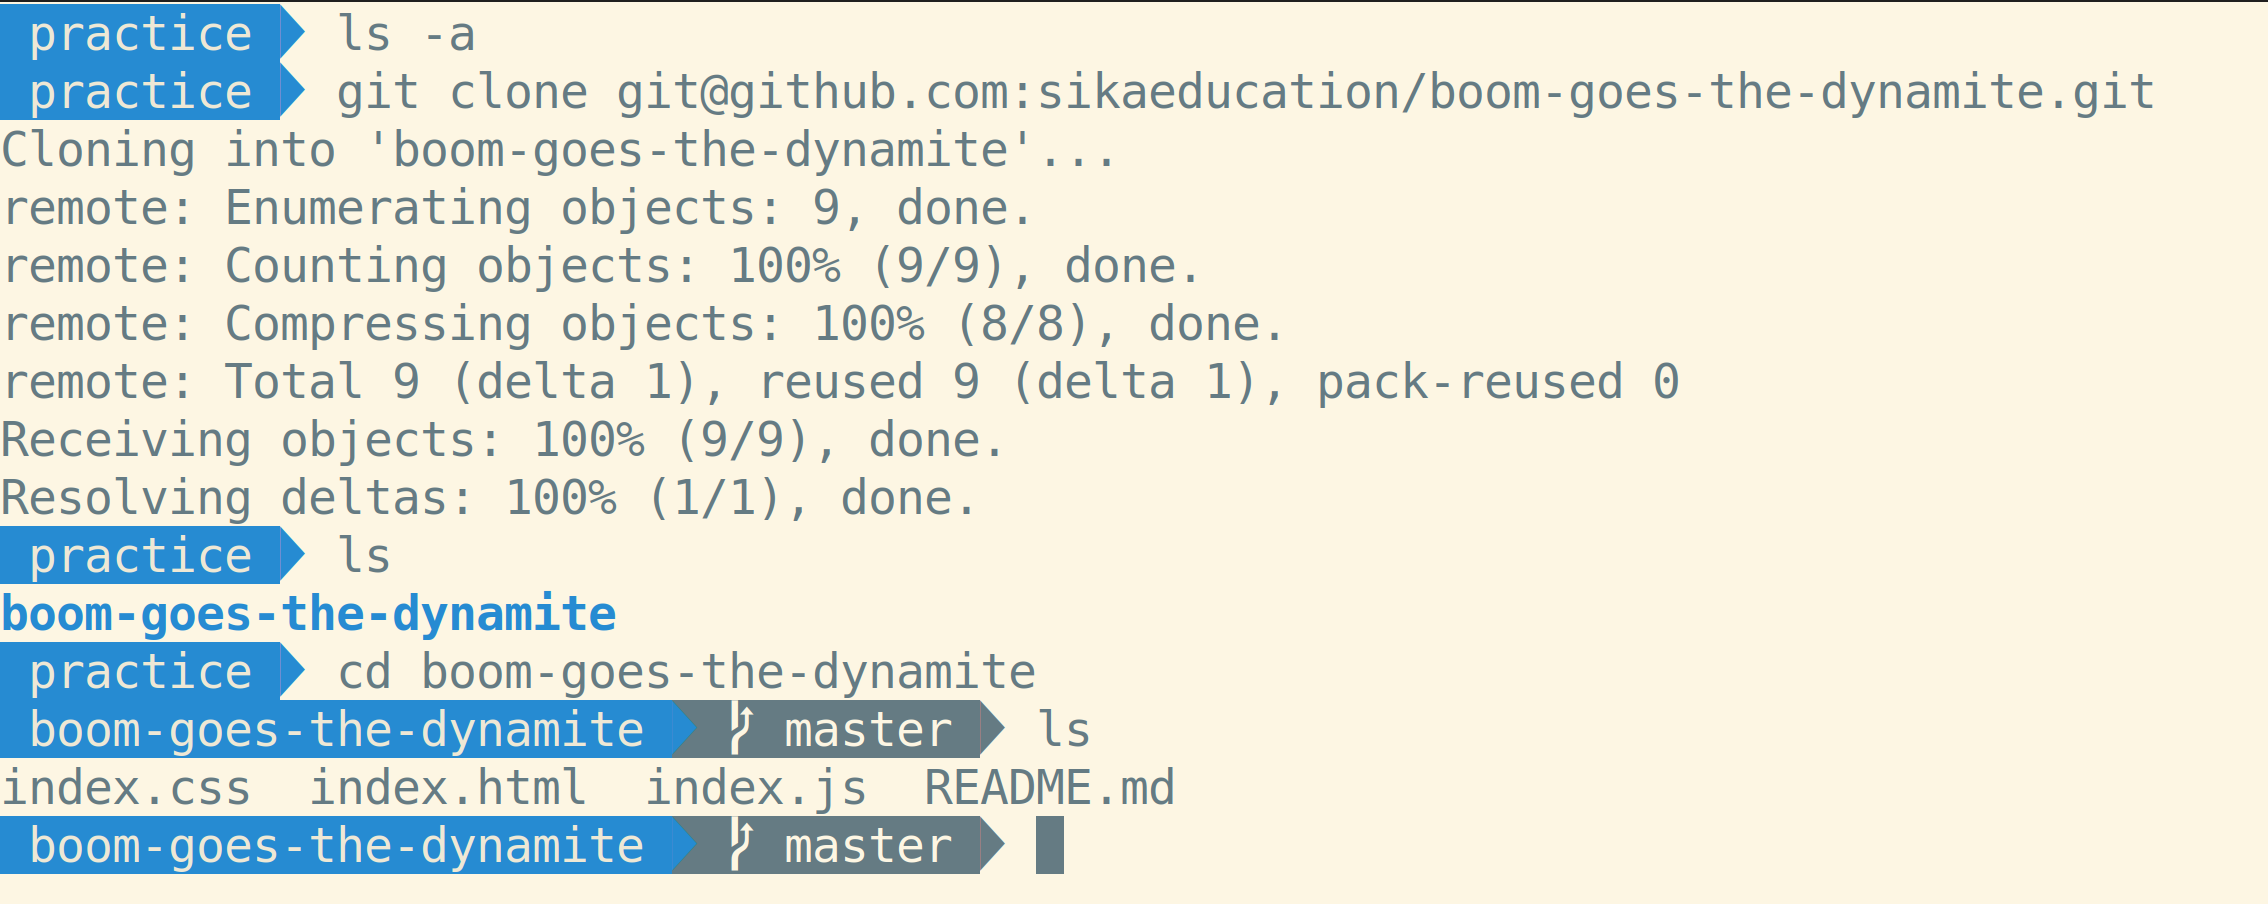 practice ls -a
practice git clone git@github.com:sikaeducation/boom-goes-the-dynamite.git
Cloning into 'boom-goes-the-dynamite'...
remote: Enumerating objects: 9, done.
remote: Counting objects: 100% (9/9), done.
remote: Compressing objects: 100% (8/8), done.
remote: Total 9 (delta 1), reused 9 (delta 1), pack-reused 0
Receiving objects: 100% (9/9), done.
Resolving deltas: 100% (1/1), done.
practice ls
boom-goes-the-dynamite
practice cd boom-goes-the-dynamite
boom-goes-the-dynamite master ls
index.css index.html index.js README.md
boom-goes-the-dynamite master